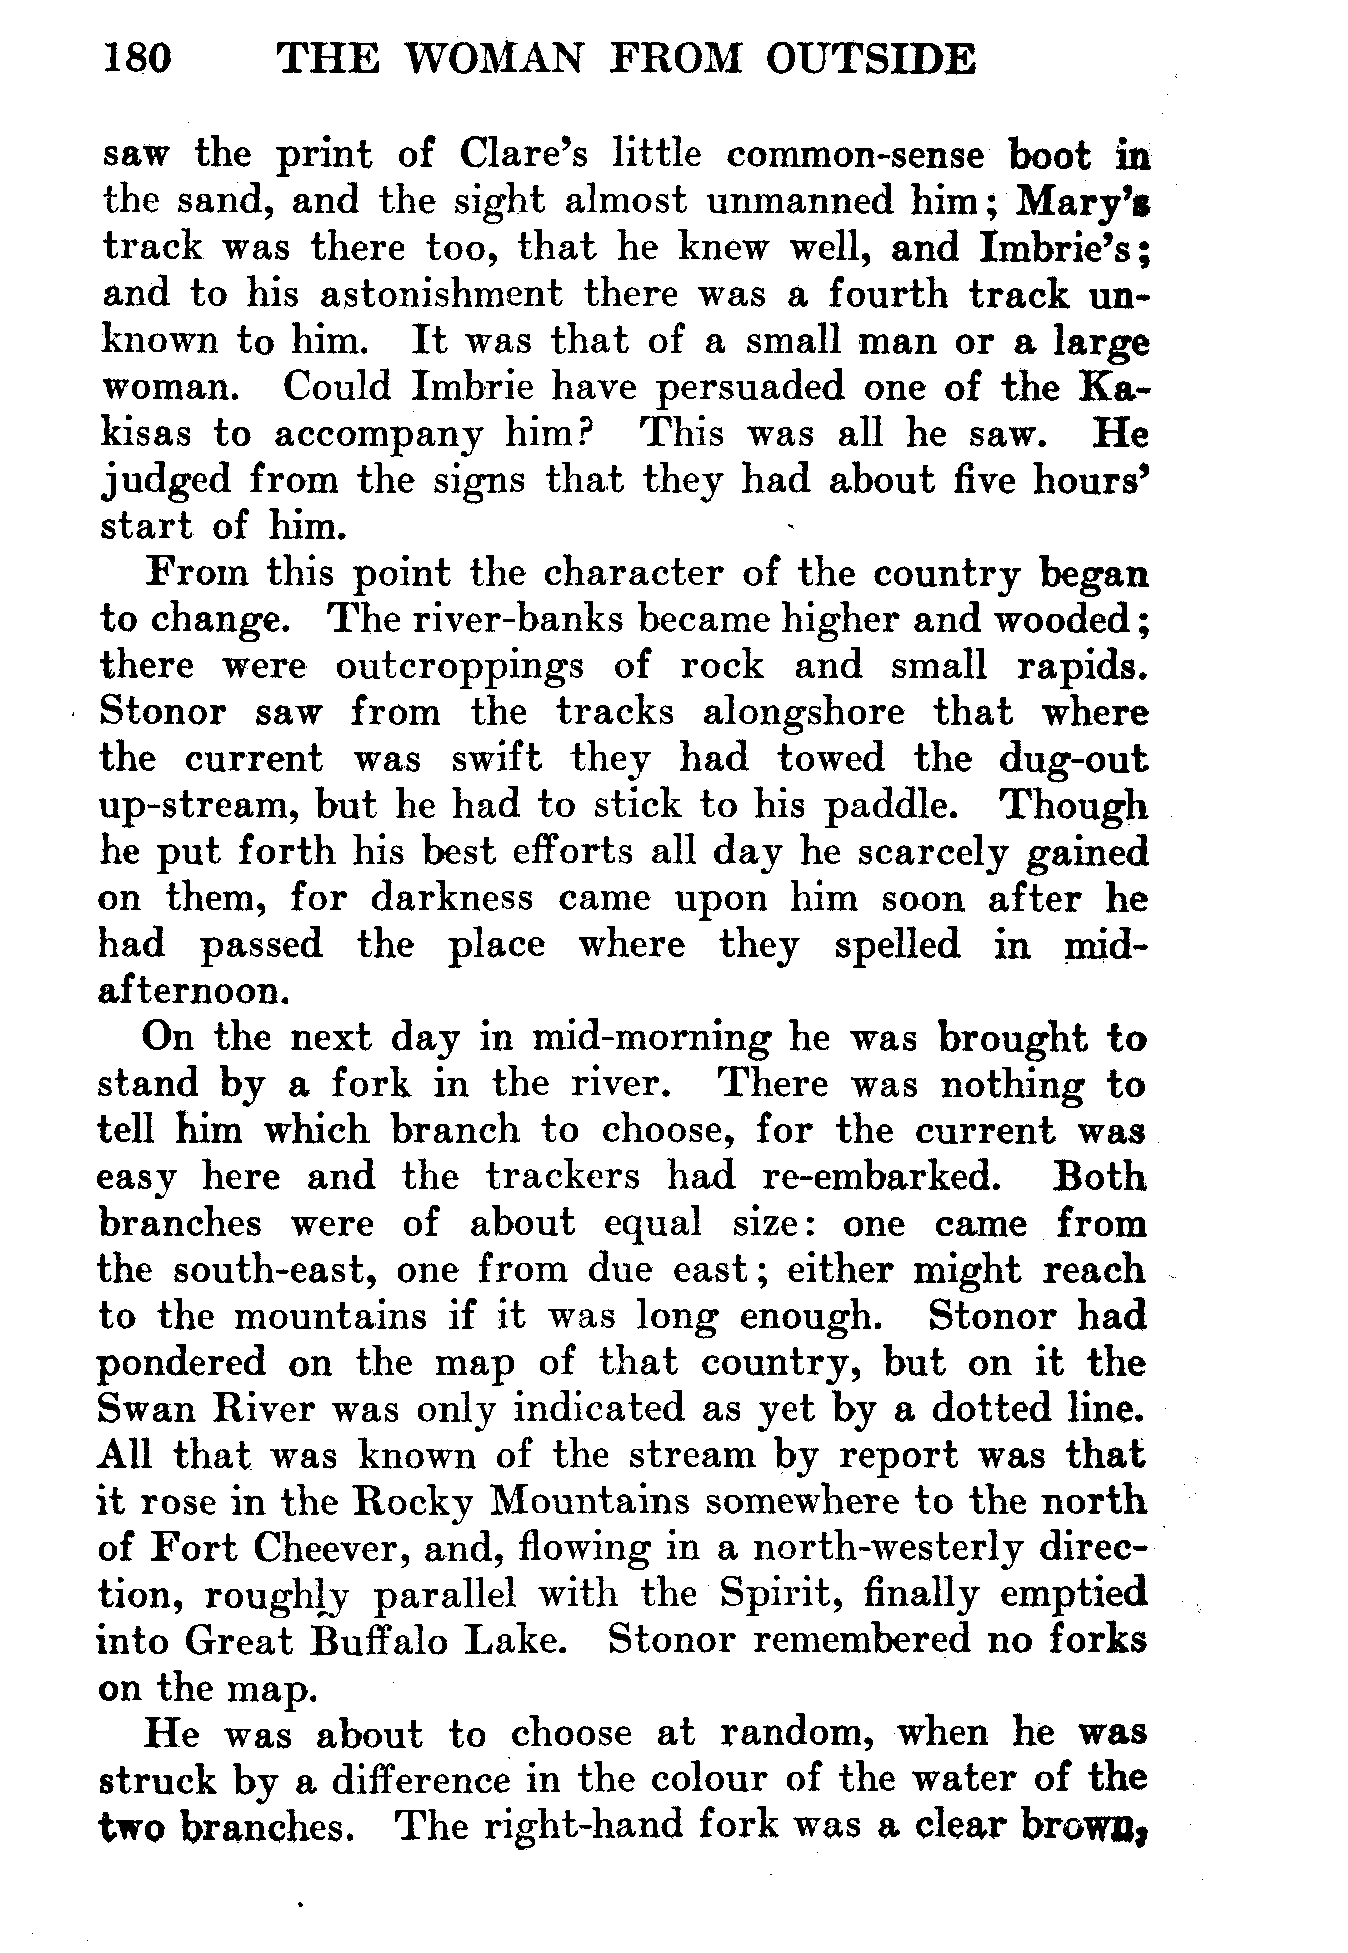 180 THE WOMAN FROM OUTSIDE
saw the print of Clare's little common-sense boot in
the sand, and the sight almost unmanned him; Mary's
track was there too, that he knew well, and Imbrie's;
and to his astonishment there was a fourth track un-
known to him. It was that of a small man or a large
woman. Could Imbrie have persuaded one of the Ka-
kisas to accompany him? This was all he saw. He
judged from the signs that they had about five hours'
start of him.
From this point the character of the country began
to change. The river-banks became higher and wooded;
there were outcroppings of rock and small rapids.
Stonor saw from the tracks alongshore that where
the current was swift they had towed the dug-out
up-stream, but he had to stick to his paddle. Though
he put forth his best efforts all day he scarcely gained
on them, for darkness came upon him soon after he
had passed the place where they spelled in mid-
afternoon.
On the next day in mid-morning he was brought to
stand by a fork in the river. There was nothing to
tell him which branch to choose, for the current was
easy here and the trackers had re-embarked. Both
branches were of about equal size: one came from
the south-east, one from due east; either might reach
to the mountains if it was long enough. Stonor had
pondered on the map of that country, but on it the
Swan River was only indicated as yet by a dotted line.
All that was known of the stream by report was that
it rose in the Rocky Mountains somewhere to the north
of Fort Cheever, and, flowing in a north-westerly direc-
tion, roughly parallel with the Spirit, finally emptied
into Great Buffalo Lake. Stonor remembered no forks
on the map.
He was about to choose at random, when he was
struck by a difference in the colour of the water of the
two branches. The right-hand fork was a clear brown,